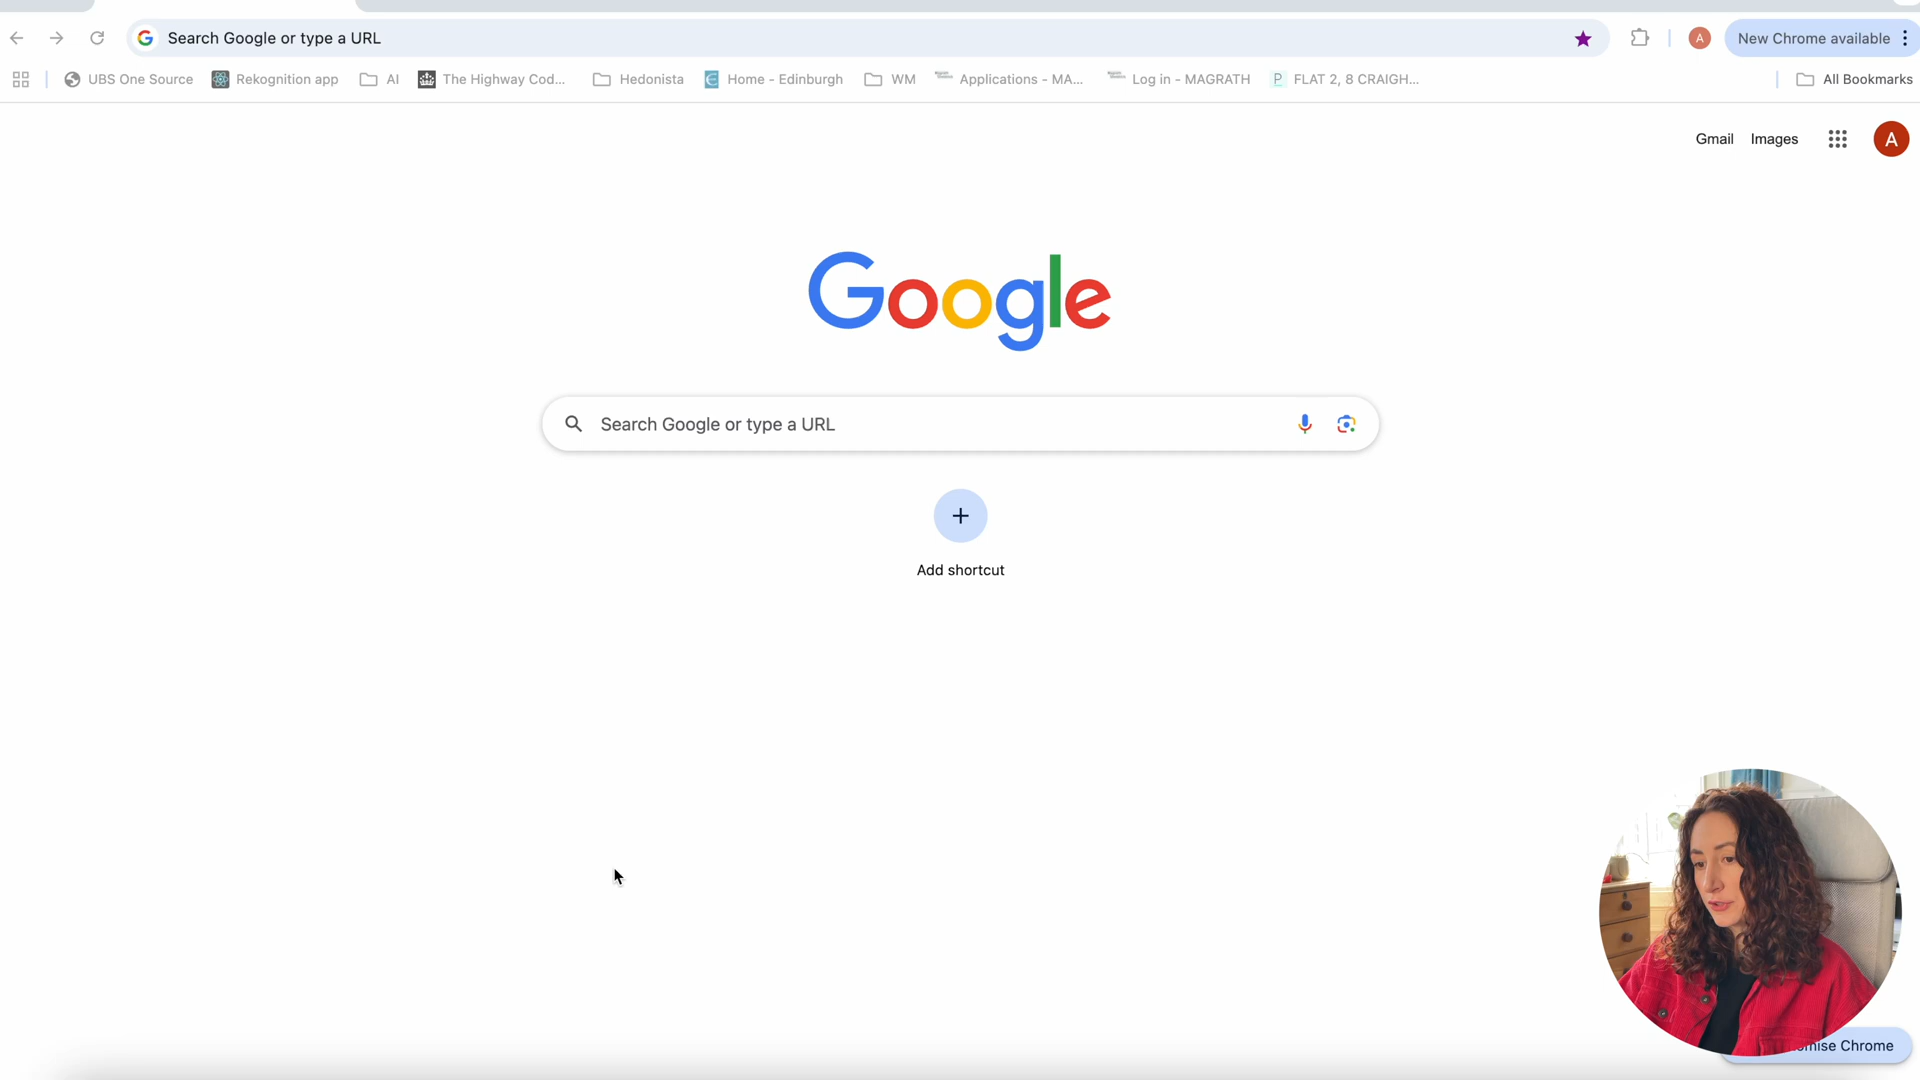 Search Google or type a URL
A
New Chrome available
UBS One Source
Rekognition app
AI
The Highway Cod...
Hedonista
Home - Edinburgh
WM
Applications - MA...
Log in - MAGRATH
P
FLAT 2, 8 CRAIGH...
All Bookmarks
Gmail
Images
A
Google
Search Google or type a URL
Add shortcut
omise Chrome